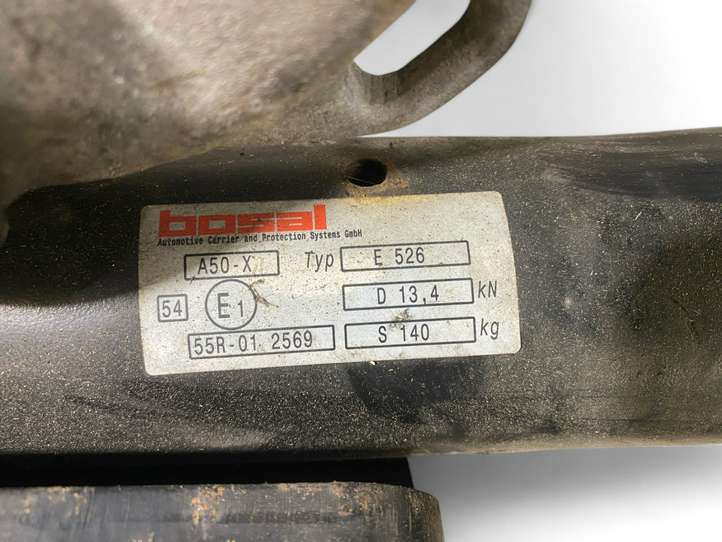 bosal
Automotive Carrier and Protection Systems GmbH
A50-X Typ E 526
54 E1 D 13,4 kN
55R-01 2569 S 140 kg